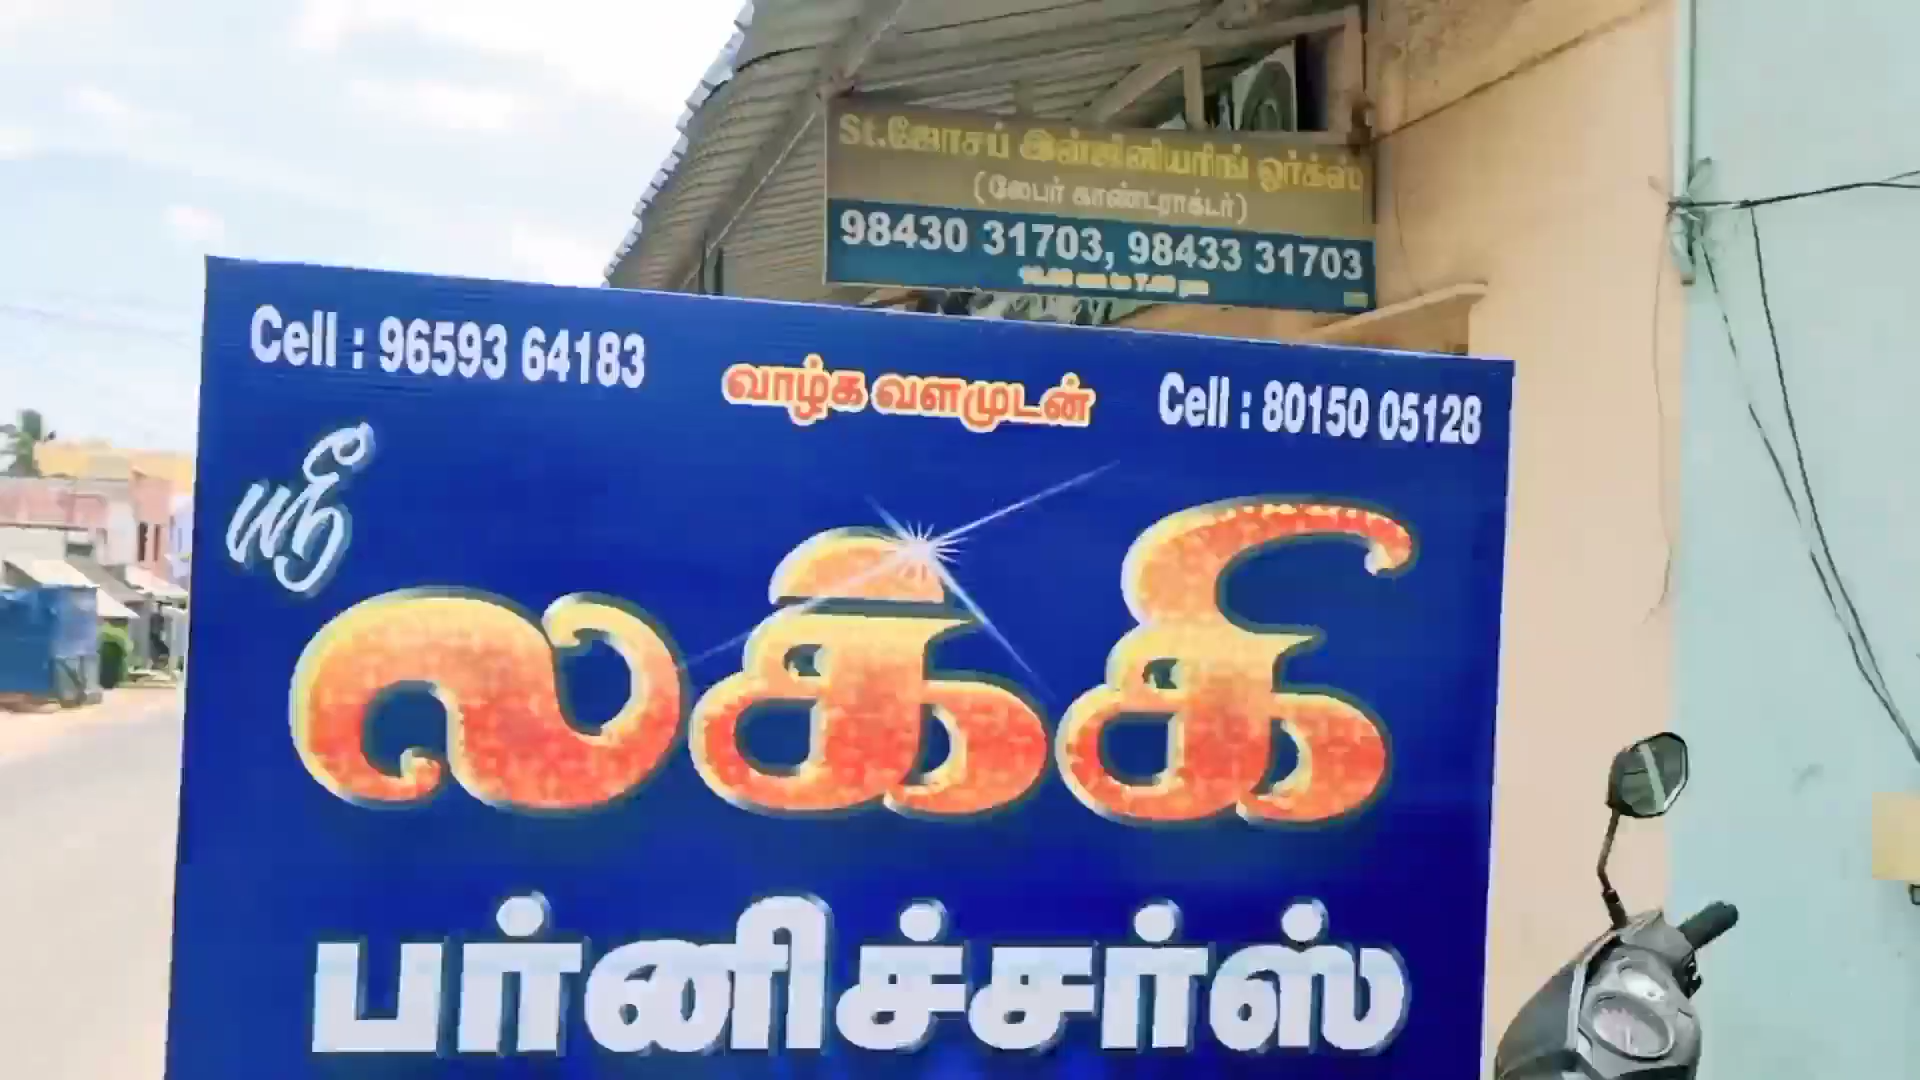 St.ஜோசப் இன்ஜினியரிங் ஒர்க்ஸ்
(லேபர் காண்ட்ராக்டர்)
98430 31703, 98433 31703
Cell : 96593 64183 வாழ்க வளமுடன் Cell : 80150 05128
ஸ்ரீ
லக்கி
பர்னிச்சர்ஸ்